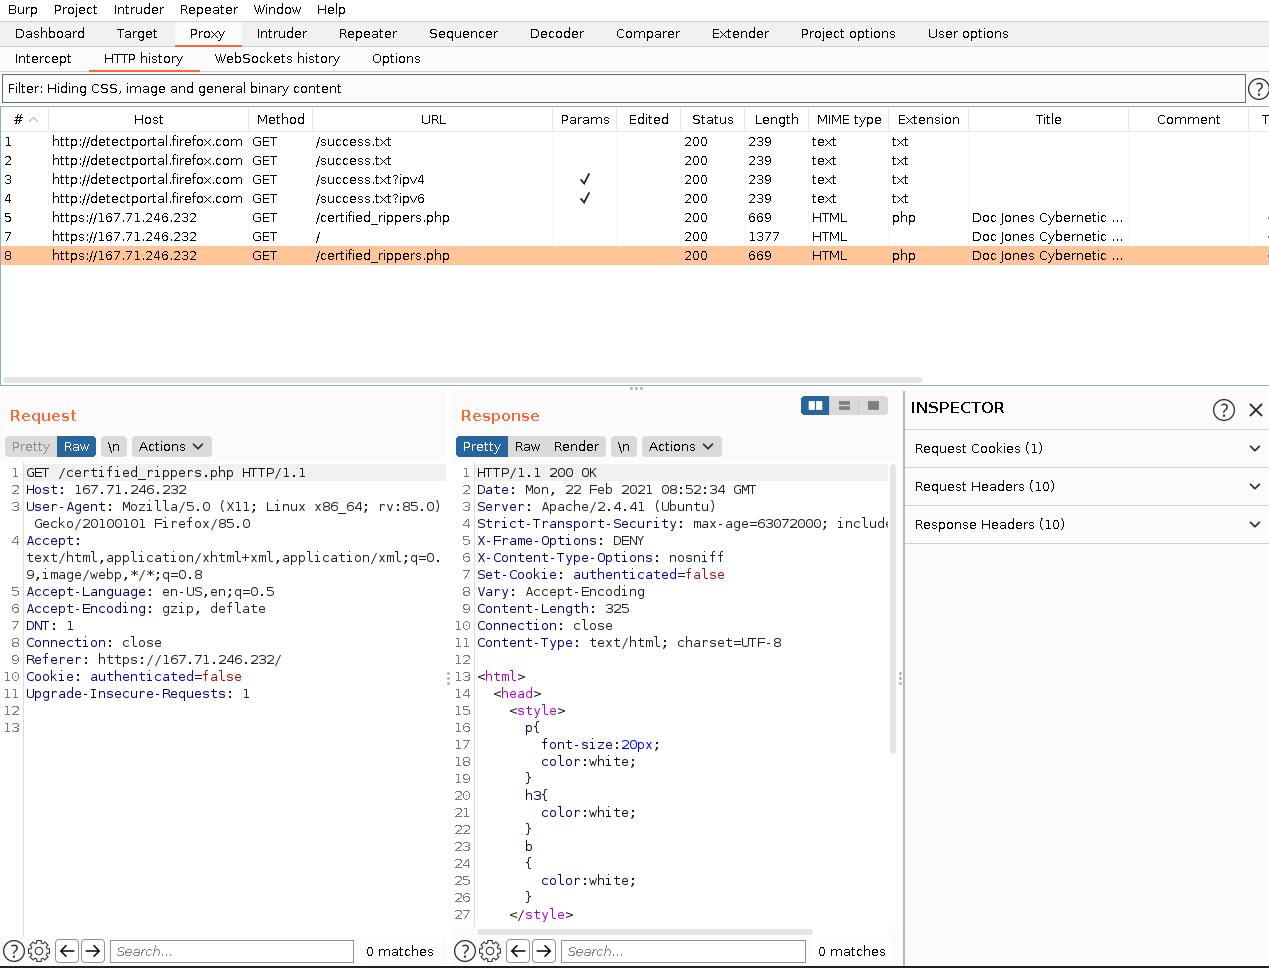 Burp Project Intruder Repeater Window Help
Dashboard Target Proxy Intruder Repeater Sequencer Decoder Comparer Extender Project options User options
Intercept HTTP history WebSockets history Options
Filter: Hiding CSS, image and general binary content ?
# Host Method URL Params Edited Status Length MIME type Extension Title Comment T
1 http://detectportal.firefox.com GET /success.txt 200 239 text txt
2 http://detectportal.firefox.com GET /success.txt 200 239 text txt
3 http://detectportal.firefox.com GET /success.txt?ipv4 ✓ 200 239 text txt
4 http://detectportal.firefox.com GET /success.txt?ipv6 ✓ 200 239 text txt
5 https://167.71.246.232 GET /certified_rippers.php 200 669 HTML php Doc Jones Cybernetic ...
7 https://167.71.246.232 GET / 200 1377 HTML Doc Jones Cybernetic ...
8 https://167.71.246.232 GET /certified_rippers.php 200 669 HTML php Doc Jones Cybernetic ...
Request
Pretty Raw \n Actions
1 GET /certified_rippers.php HTTP/1.1
2 Host: 167.71.246.232
3 User-Agent: Mozilla/5.0 (X11; Linux x86_64; rv:85.0)
Gecko/20100101 Firefox/85.0
4 Accept:
text/html,application/xhtml+xml,application/xml;q=0.
9,image/webp,*/*;q=0.8
5 Accept-Language: en-US,en;q=0.5
6 Accept-Encoding: gzip, deflate
7 DNT: 1
8 Connection: close
9 Referer: https://167.71.246.232/
10 Cookie: authenticated=false
11 Upgrade-Insecure-Requests: 1
12
13
? Search... 0 matches
Response
Pretty Raw Render \n Actions
1 HTTP/1.1 200 OK
2 Date: Mon, 22 Feb 2021 08:52:34 GMT
3 Server: Apache/2.4.41 (Ubuntu)
4 Strict-Transport-Security: max-age=63072000; include
5 X-Frame-Options: DENY
6 X-Content-Type-Options: nosniff
7 Set-Cookie: authenticated=false
8 Vary: Accept-Encoding
9 Content-Length: 325
10 Connection: close
11 Content-Type: text/html; charset=UTF-8
12
13 <html>
14 <head>
15 <style>
16 p{
17 font-size:20px;
18 color:white;
19 }
20 h3{
21 color:white;
22 }
23 b
24 {
25 color:white;
26 }
27 </style>
? Search... 0 matches
INSPECTOR ?
Request Cookies (1)
Request Headers (10)
Response Headers (10)